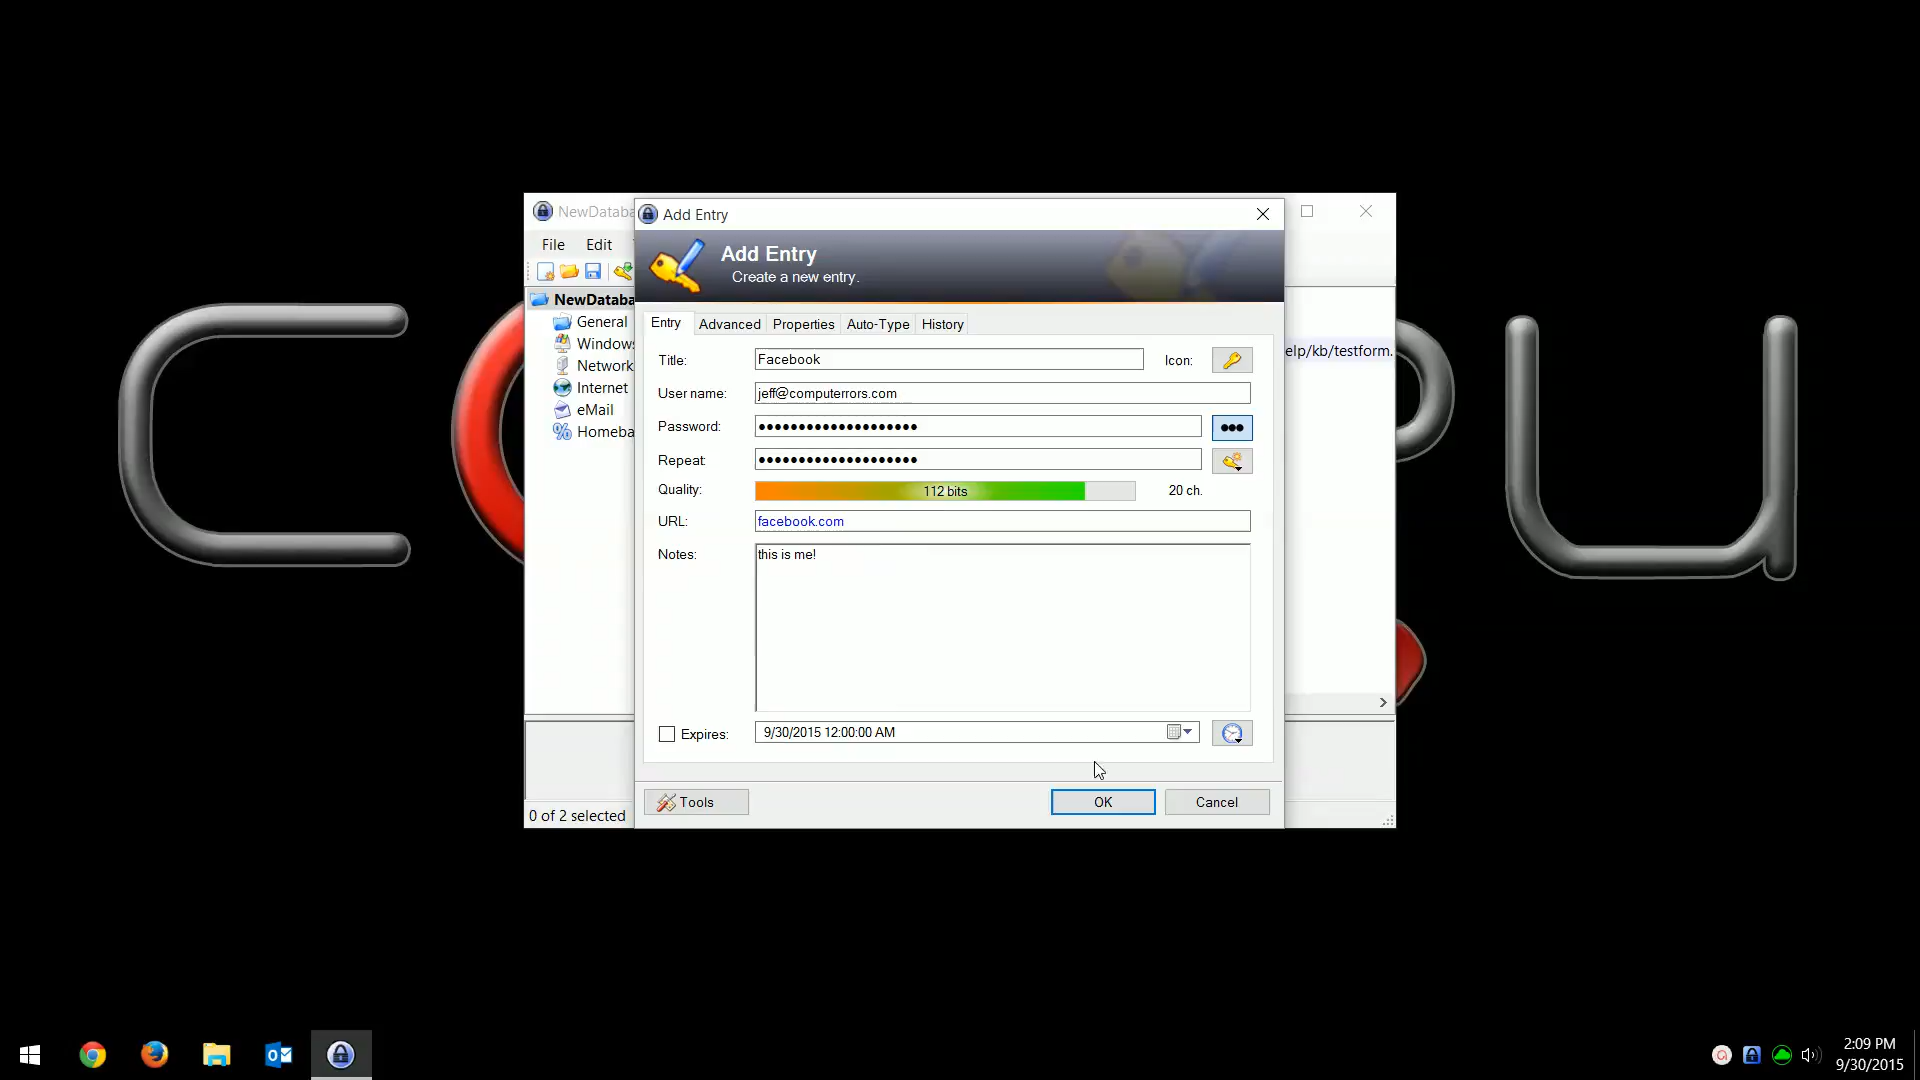 NewDataba
Add Entry
File Edit
Add Entry
Create a new entry.
NewDataba
General
Windows
Network
Internet
eMail
Homeba
Entry Advanced Properties Auto-Type History
Title: Facebook Icon:
elp/kb/testform.
User name: jeff@computerrors.com
Password: ••••••••••••••••••••
Repeat: ••••••••••••••••••••
Quality: 112 bits 20 ch.
URL: facebook.com
Notes: this is me!
Expires: 9/30/2015 12:00:00 AM
Tools OK Cancel
0 of 2 selected
2:09 PM
9/30/2015